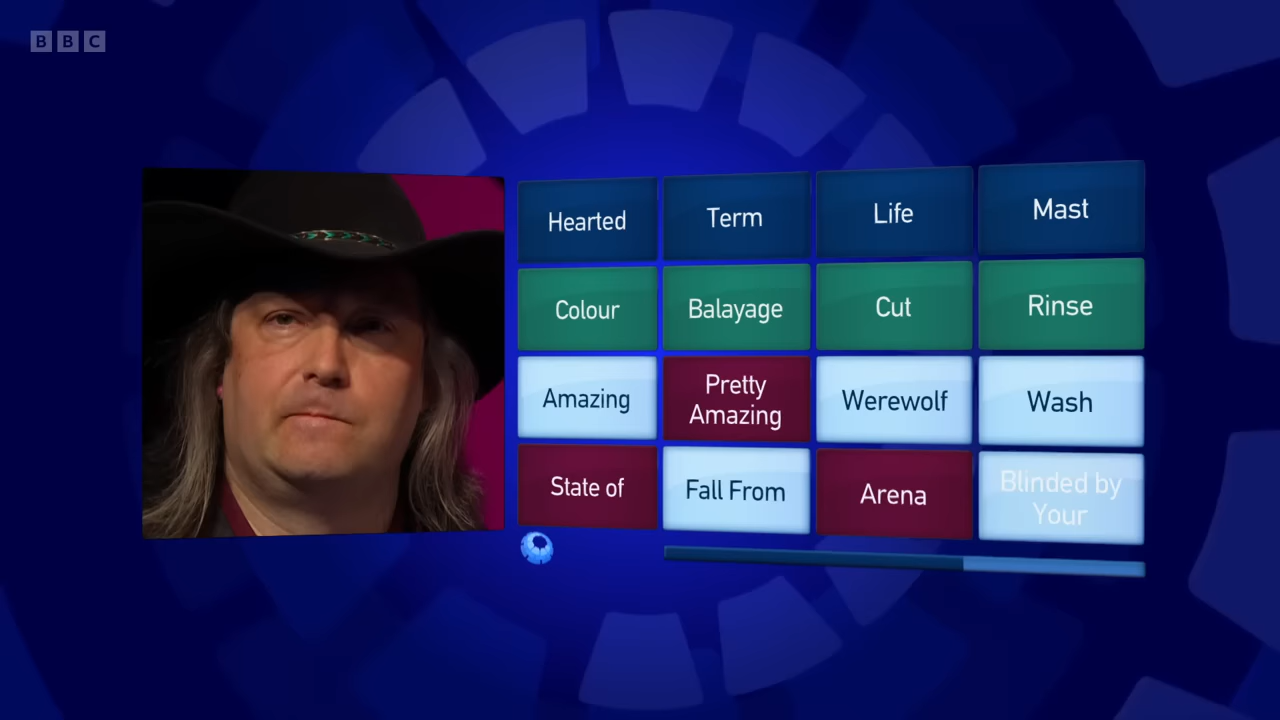 BBC
Hearted
Term
Life
Mast
Colour
Balayage
Cut
Rinse
Amazing
Pretty
Amazing
Werewolf
Wash
State of
Fall From
Arena
Blinded by
Your